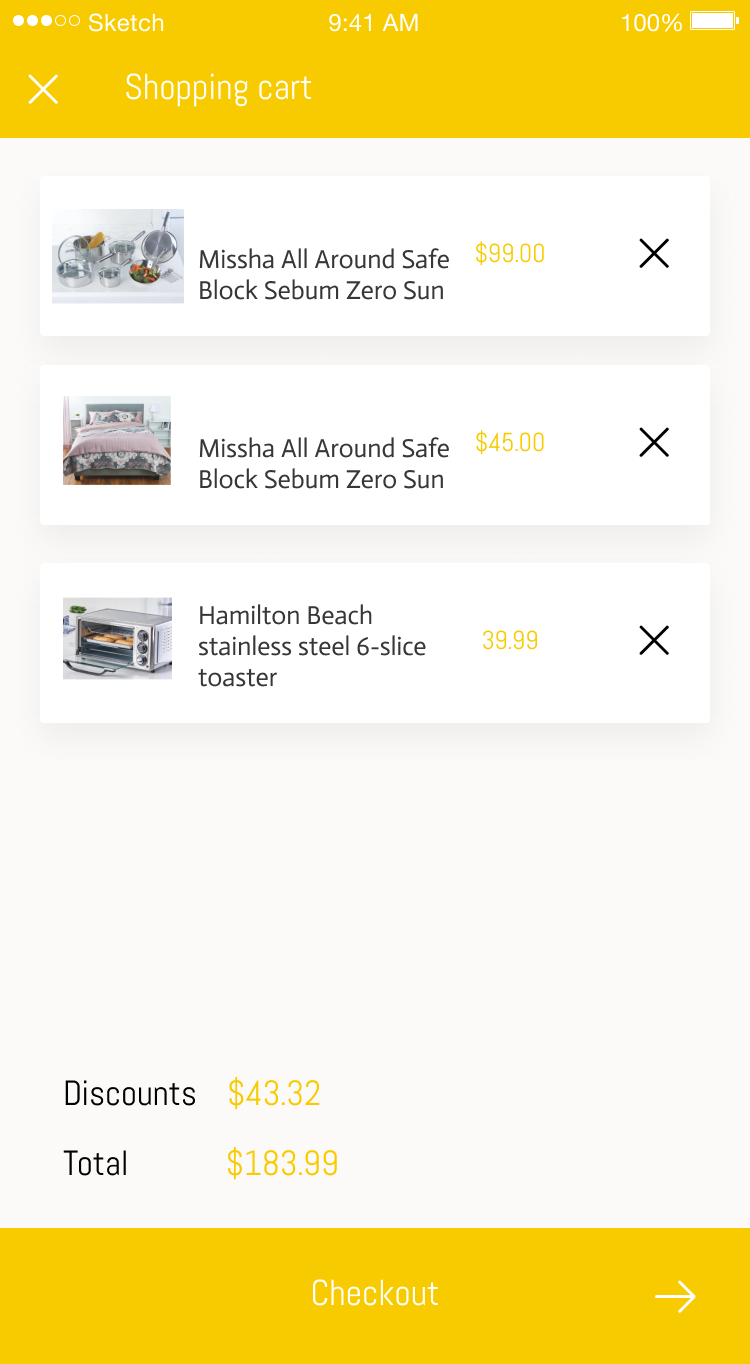 Sketch 9:41 AM 100%
Shopping cart
Missha All Around Safe
Block Sebum Zero Sun
$99.00
Missha All Around Safe
Block Sebum Zero Sun
$45.00
Hamilton Beach
stainless steel 6-slice
toaster
39.99
Discounts $43.32
Total $183.99
Checkout